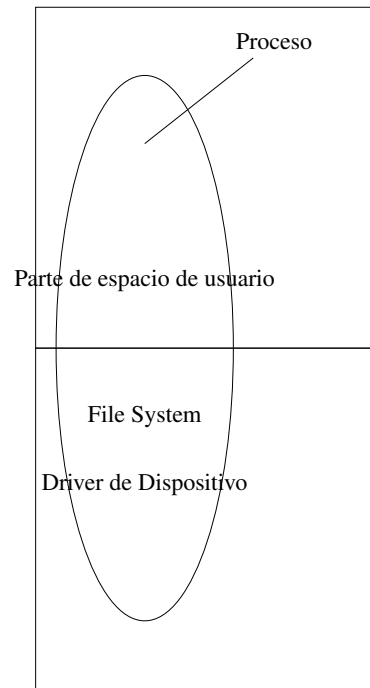 Proceso
Parte de espacio de usuario
File System
Driver de Dispositivo